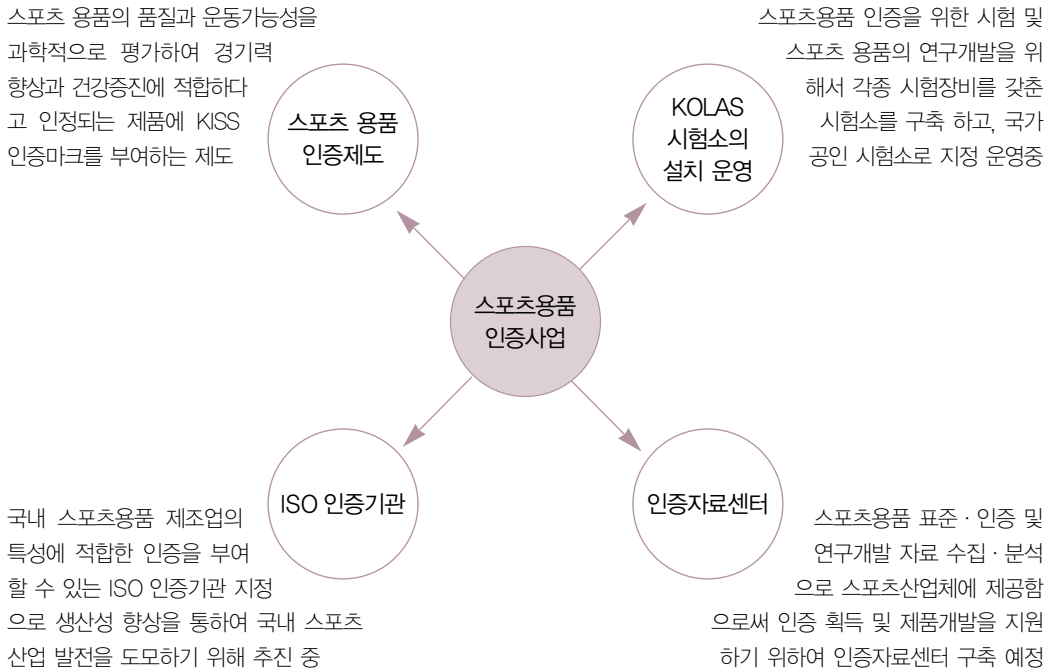 스포츠 용품의 품질과 운동가능성을
과학적으로 평가하여 경기력
향상과 건강증진에 적합하다
고 인정되는 제품에 KISS
인증마크를 부여하는 제도
스포츠 용품
인증제도
KOLAS
시험소의
설치 운영
스포츠용품 인증을 위한 시험 및
스포츠 용품의 연구개발을 위
해서 각종 시험장비를 갖춘
시험소를 구축 하고, 국가
공인 시험소로 지정 운영중
스포츠용품
인증사업
ISO 인증기관
국내 스포츠용품 제조업의
특성에 적합한 인증을 부여
할 수 있는 ISO 인증기관 지정
으로 생산성 향상을 통하여 국내 스포츠
산업 발전을 도모하기 위해 추진 중
인증자료센터
스포츠용품 표준 · 인증 및
연구개발 자료 수집 · 분석
으로 스포츠산업체에 제공함
으로써 인증 획득 및 제품개발을 지원
하기 위하여 인증자료센터 구축 예정